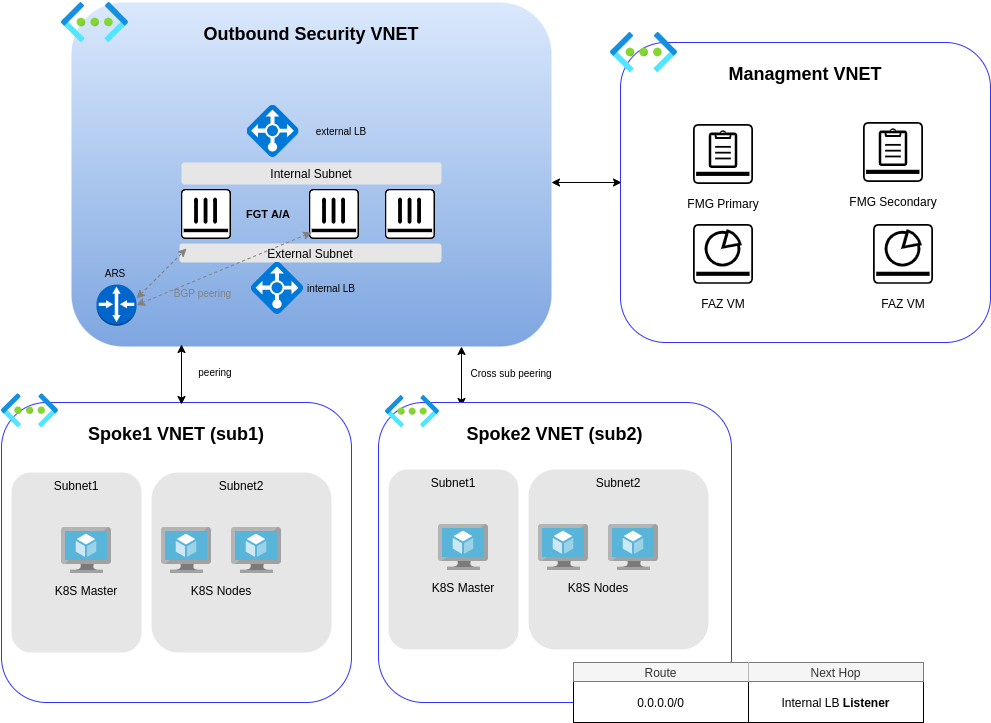 Outbound Security VNET
external LB
Internal Subnet
FGT A/A
External Subnet
ARS
BGP peering
internal LB
Managment VNET
FMG Primary
FMG Secondary
FAZ VM
FAZ VM
peering
Cross sub peering
Spoke1 VNET (sub1)
Subnet1
Subnet2
K8S Master
K8S Nodes
Spoke2 VNET (sub2)
Subnet1
Subnet2
K8S Master
K8S Nodes
Route
Next Hop
0.0.0.0/0
Internal LB Listener